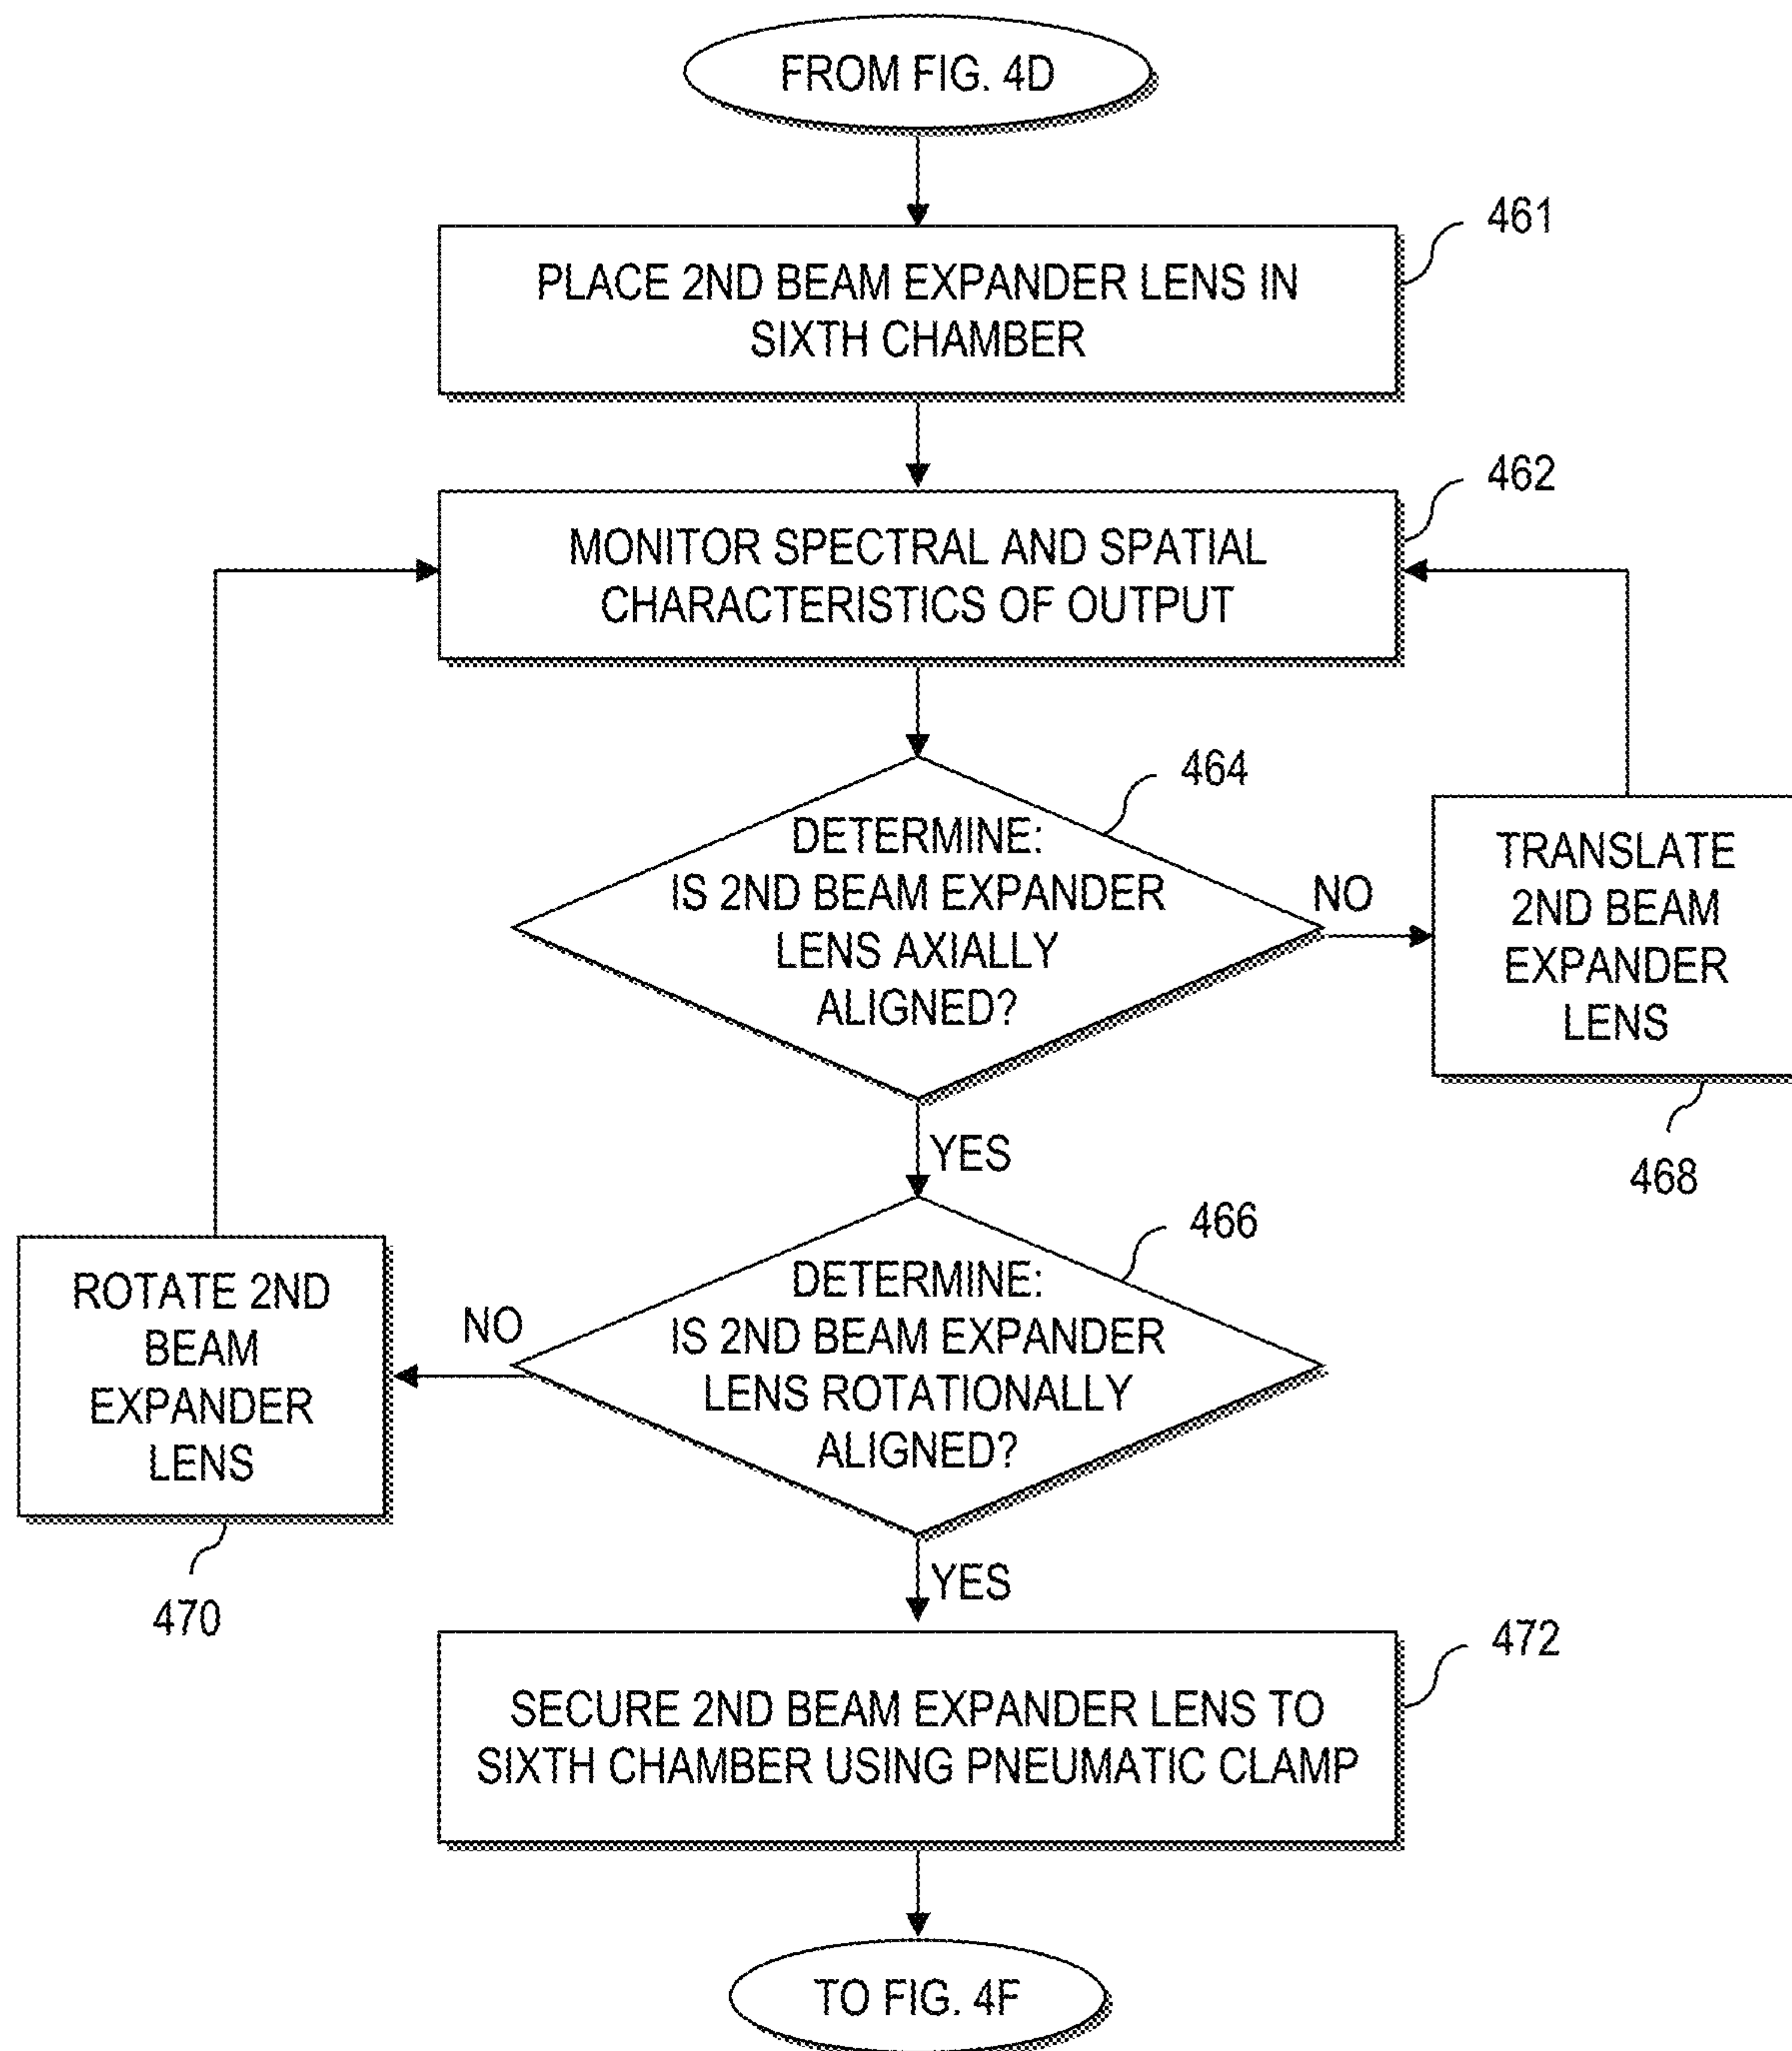 FROM FIG. 4D
461
PLACE 2ND BEAM EXPANDER LENS IN
SIXTH CHAMBER
462
MONITOR SPECTRAL AND SPATIAL
CHARACTERISTICS OF OUTPUT
464
DETERMINE:
IS 2ND BEAM EXPANDER
LENS AXIALLY
ALIGNED?
NO
TRANSLATE
2ND BEAM
EXPANDER
LENS
468
YES
466
DETERMINE:
IS 2ND BEAM EXPANDER
LENS ROTATIONALLY
ALIGNED?
NO
ROTATE 2ND
BEAM
EXPANDER
LENS
470
YES
472
SECURE 2ND BEAM EXPANDER LENS TO
SIXTH CHAMBER USING PNEUMATIC CLAMP
TO FIG. 4F